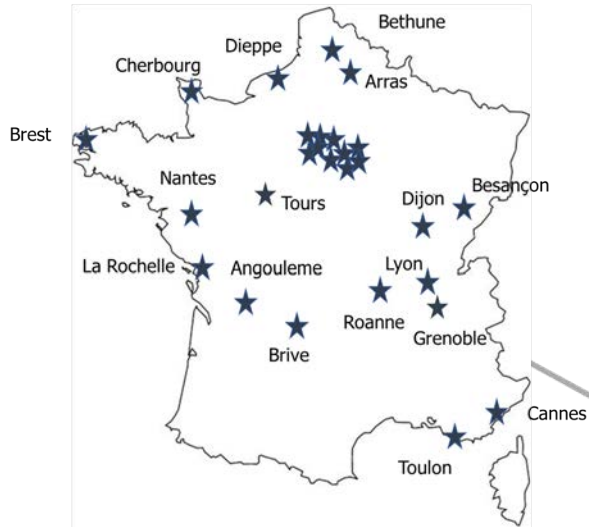 Bethune
Dieppe
Cherbourg
Arras
Brest
Nantes
Tours
Besançon
Dijon
La Rochelle
Angouleme
Lyon
Roanne
Grenoble
Brive
Cannes
Toulon